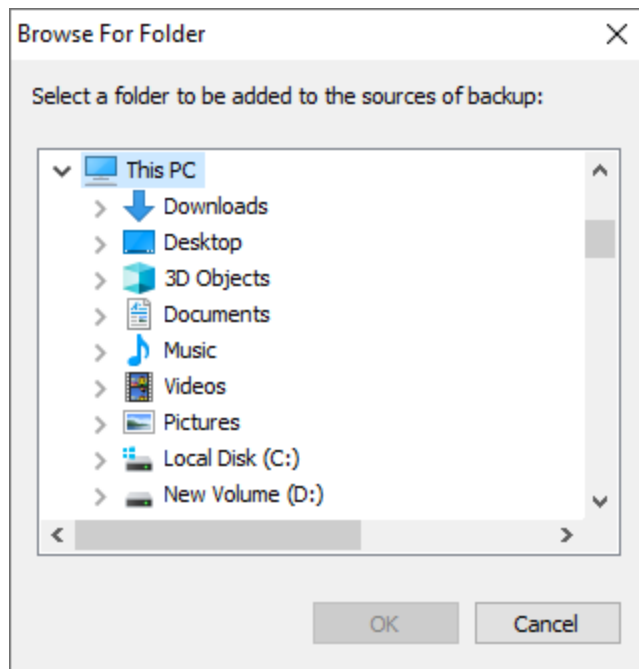 Browse For Folder
Select a folder to be added to the sources of backup:
This PC
Downloads
Desktop
3D Objects
Documents
Music
Videos
Pictures
Local Disk (C:)
New Volume (D:)
OK
Cancel